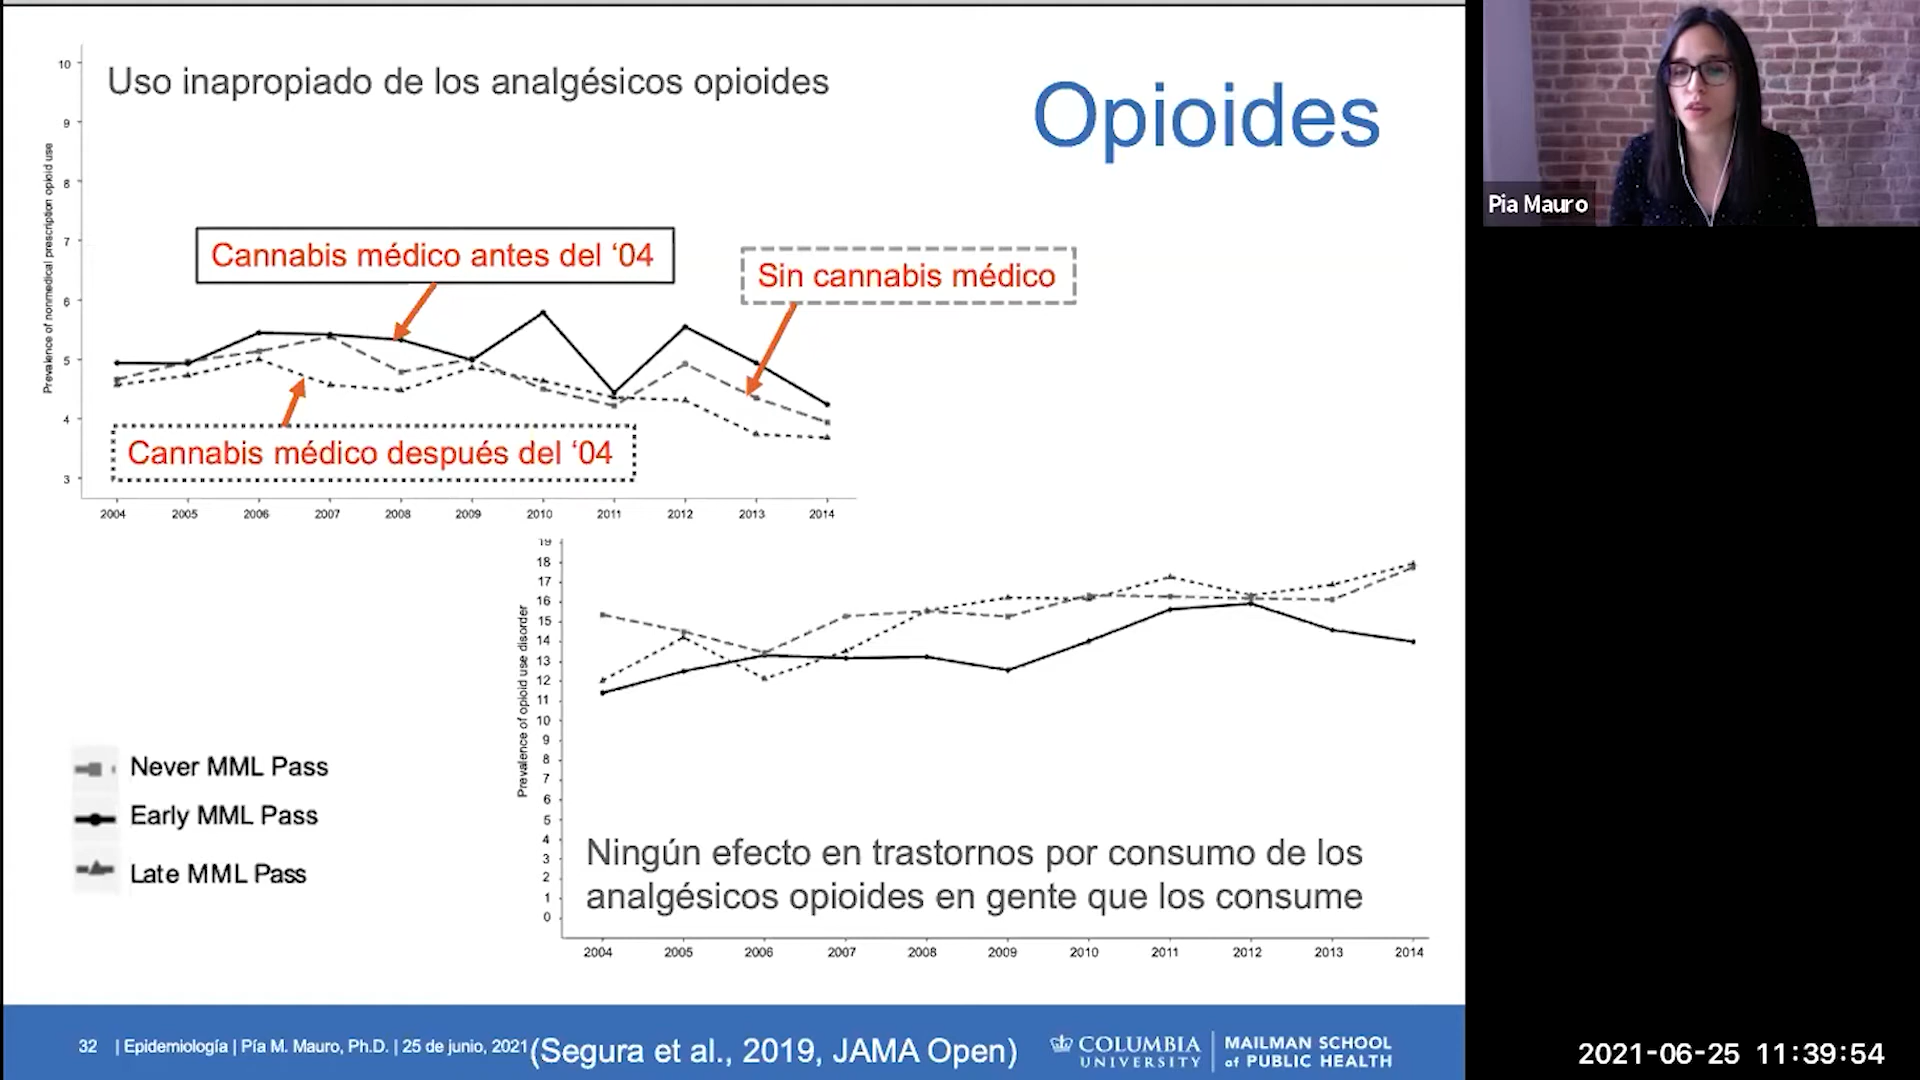 Uso inapropiado de los analgésicos opioides
Opioides
Prevalence of nonmedical prescription opioid use
10
9
8
7
6
5
4
3
Cannabis médico antes del ‘04
Sin cannabis médico
Cannabis médico después del ‘04
2004 2005 2006 2007 2008 2009 2010 2011 2012 2013 2014
Prevalence of opioid use disorder
19
18
17
16
15
14
13
12
11
10
9
8
7
6
5
4
3
2
1
0
Ningún efecto en trastornos por consumo de los
analgésicos opioides en gente que los consume
2004 2005 2006 2007 2008 2009 2010 2011 2012 2013 2014
Never MML Pass
Early MML Pass
Late MML Pass
32 | Epidemiología | Pía M. Mauro, Ph.D. | 25 de junio, 2021
(Segura et al., 2019, JAMA Open)
COLUMBIA
UNIVERSITY
MAILMAN SCHOOL
of PUBLIC HEALTH
Pia Mauro
2021-06-25 11:39:54